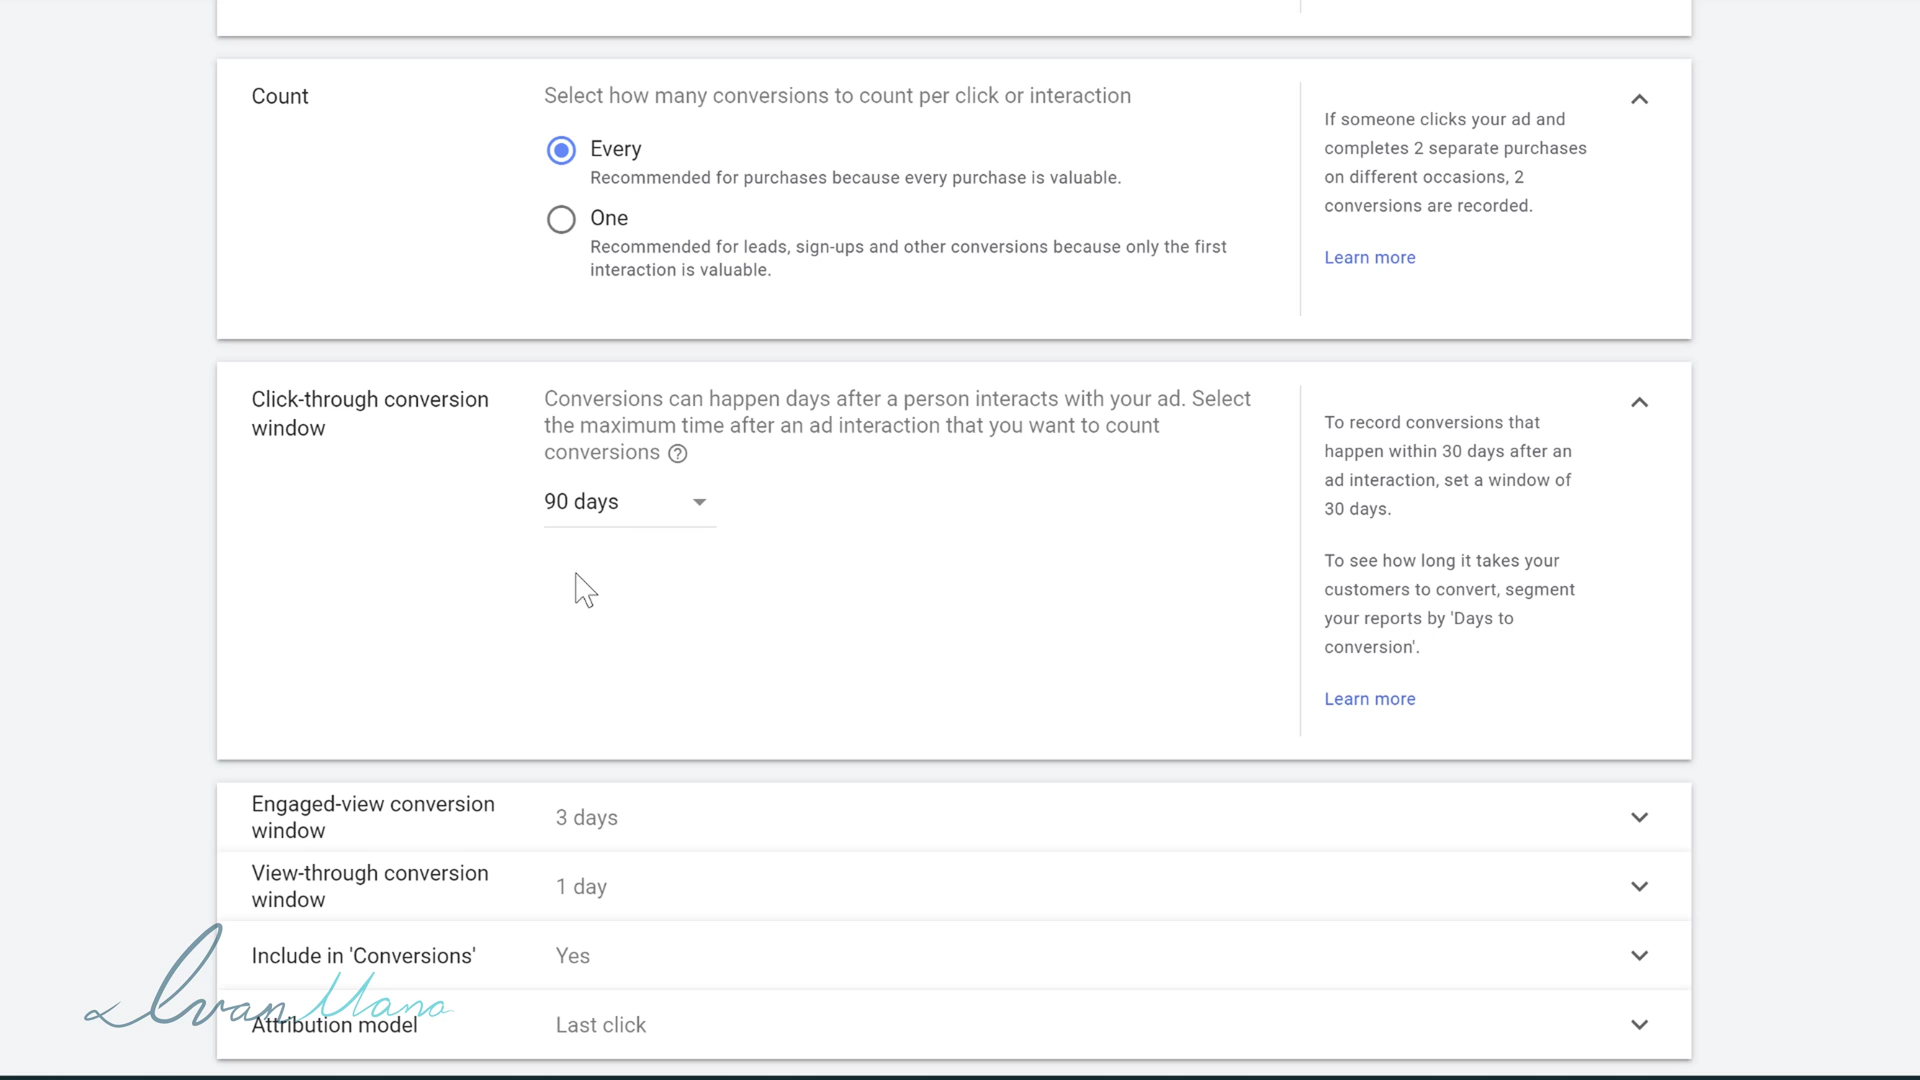 Count
Select how many conversions to count per click or interaction
Every
Recommended for purchases because every purchase is valuable.
One
Recommended for leads, sign-ups and other conversions because only the first
interaction is valuable.
If someone clicks your ad and
completes 2 separate purchases
on different occasions, 2
conversions are recorded.
Learn more
Click-through conversion
window
Conversions can happen days after a person interacts with your ad. Select
the maximum time after an ad interaction that you want to count
conversions
90 days
To record conversions that
happen within 30 days after an
ad interaction, set a window of
30 days.
To see how long it takes your
customers to convert, segment
your reports by 'Days to
conversion'.
Learn more
Engaged-view conversion
window
3 days
View-through conversion
window
1 day
Include in 'Conversions'
Yes
Attribution model
Last click
Ivan Mana